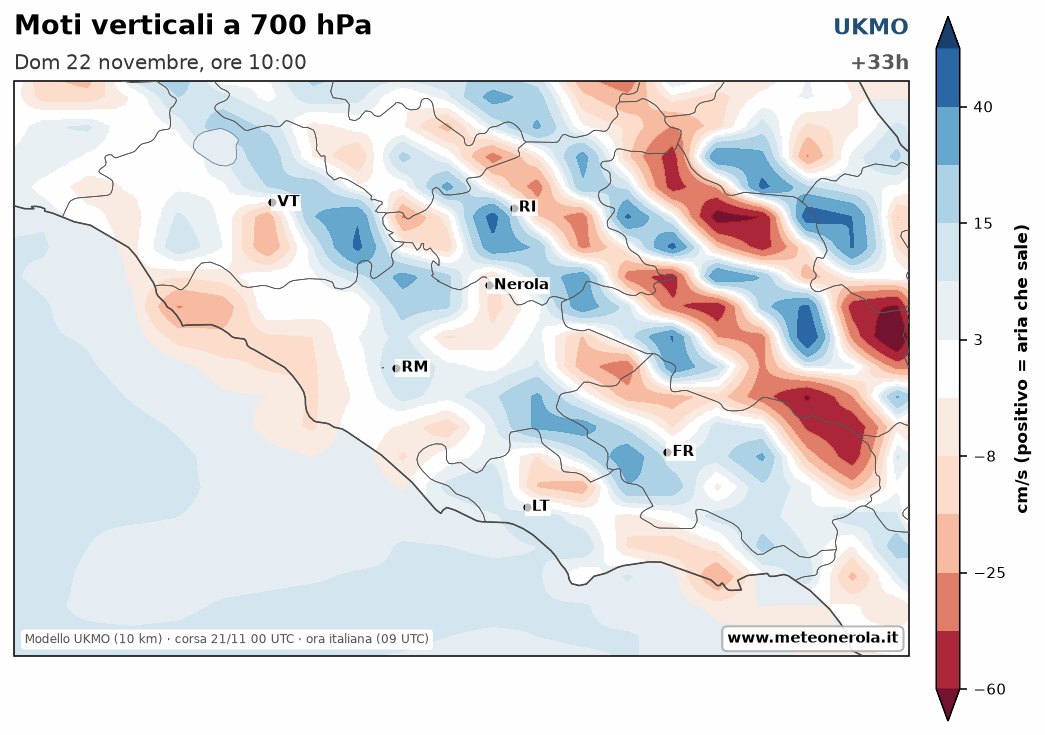 Moti verticali a 700 hPa
UKMO
Dom 22 novembre, ore 10:00
+33h
VT
RI
Nerola
RM
FR
LT
40
15
3
−8
−25
−60
cm/s (positivo = aria che sale)
Modello UKMO (10 km) · corsa 21/11 00 UTC · ora italiana (09 UTC)
www.meteonerola.it